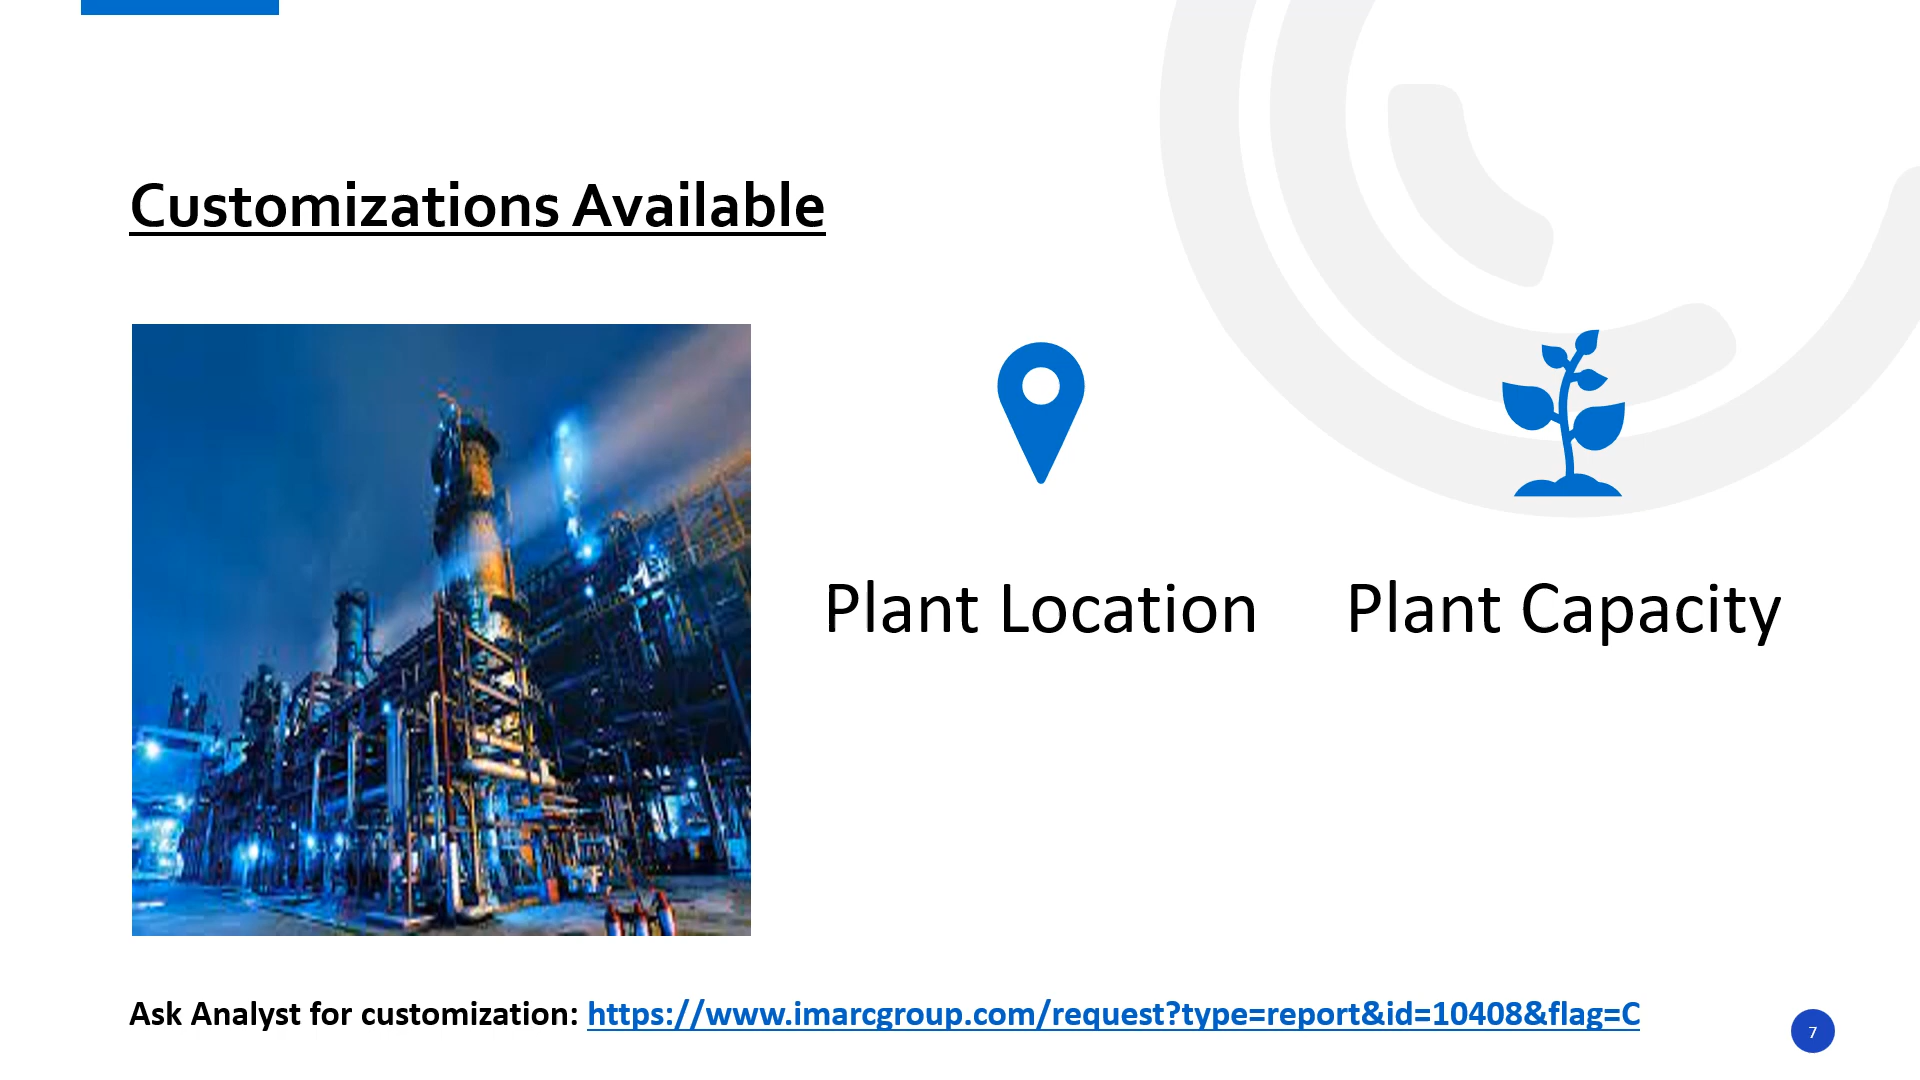 Customizations Available
Plant Location
Plant Capacity
Ask Analyst for customization: https://www.imarcgroup.com/request?type=report&id=10408&flag=C
7